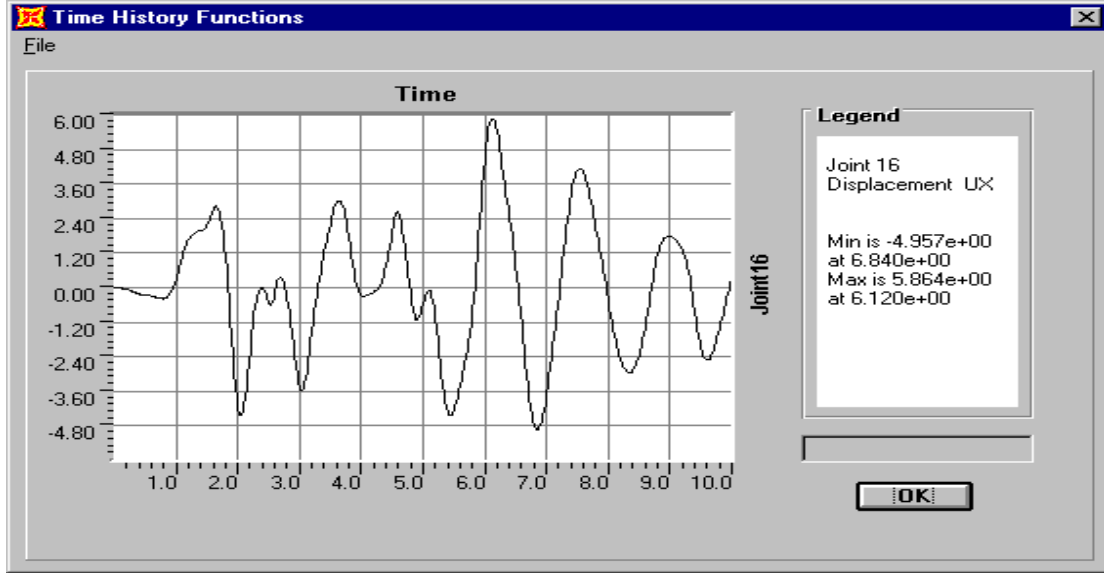 Time History Functions
File
Time
6.00
4.80
3.60
2.40
1.20
0.00
-1.20
-2.40
-3.60
-4.80
1.0 2.0 3.0 4.0 5.0 6.0 7.0 8.0 9.0 10.0
Joint16
Legend
Joint 16
Displacement UX
Min is -4.957e+00
at 6.840e+00
Max is 5.864e+00
at 6.120e+00
OK